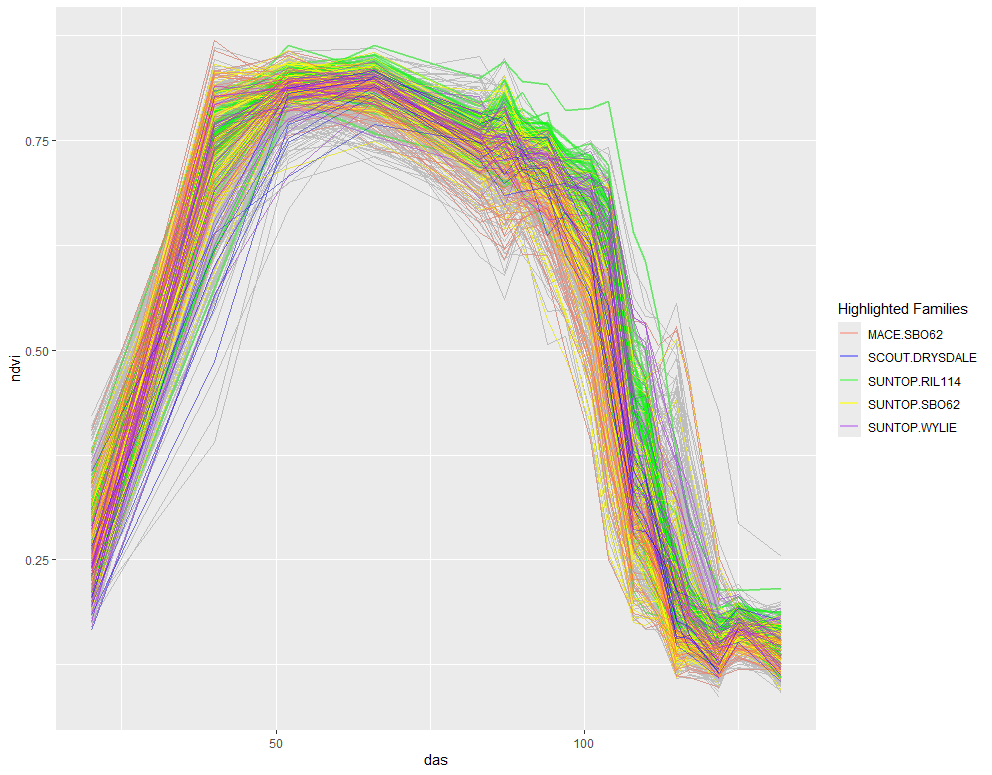 0.75
0.50
0.25
ndvi
50
100
das
Highlighted Families
MACE.SBO62
SCOUT.DRYSDALE
SUNTOP.RIL114
SUNTOP.SBO62
SUNTOP.WYLIE